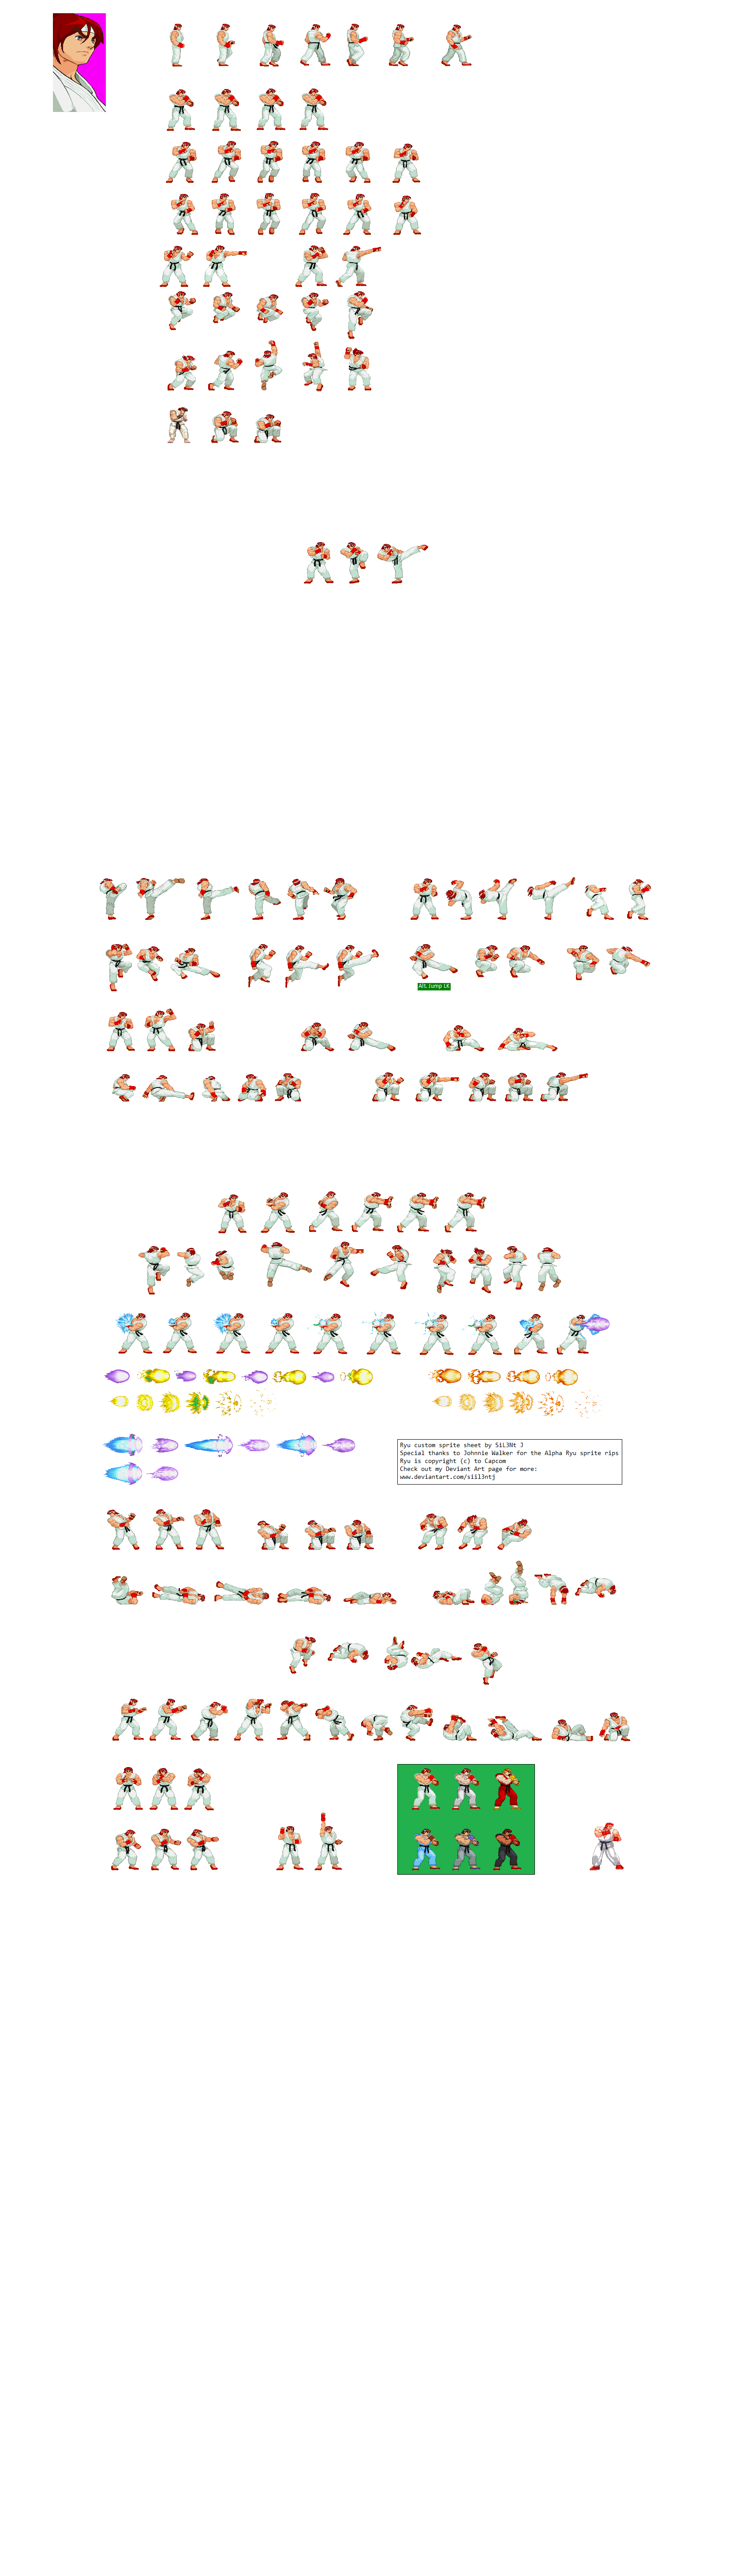 Alt. Jump LK
Ryu custom sprite sheet by SiL3Nt J
Special thanks to Johnnie Walker for the Alpha Ryu sprite rips
Ryu is copyright (c) to Capcom
Check out my Deviant Art page for more:
www.deviantart.com/siil3ntj